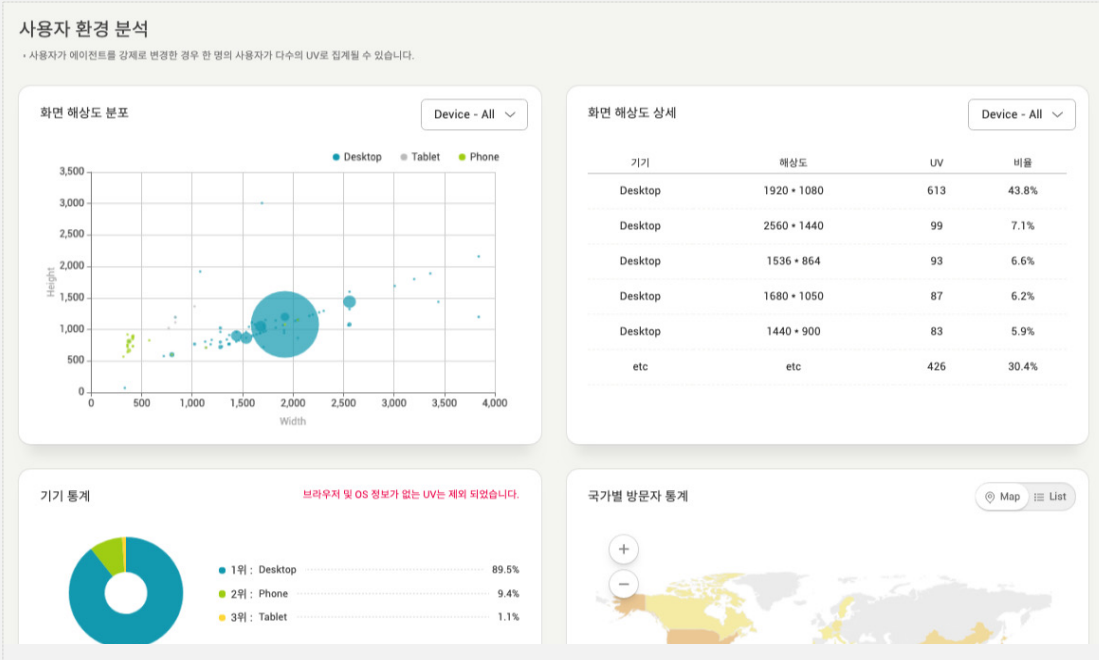 사용자 환경 분석
• 사용자가 에이전트를 강제로 변경한 경우 한 명의 사용자가 다수의 UV로 집계될 수 있습니다.
화면 해상도 분포
Device - All
Desktop Tablet Phone
3,500
3,000
2,500
2,000
1,500
1,000
500
0
Height
0 500 1,000 1,500 2,000 2,500 3,000 3,500 4,000
Width
화면 해상도 상세
Device - All
기기 해상도 UV 비율
Desktop 1920 * 1080 613 43.8%
Desktop 2560 * 1440 99 7.1%
Desktop 1536 * 864 93 6.6%
Desktop 1680 * 1050 87 6.2%
Desktop 1440 * 900 83 5.9%
etc etc 426 30.4%
기기 통계
브라우저 및 OS 정보가 없는 UV는 제외 되었습니다.
1위 : Desktop 89.5%
2위 : Phone 9.4%
3위 : Tablet 1.1%
국가별 방문자 통계
Map List
+
−